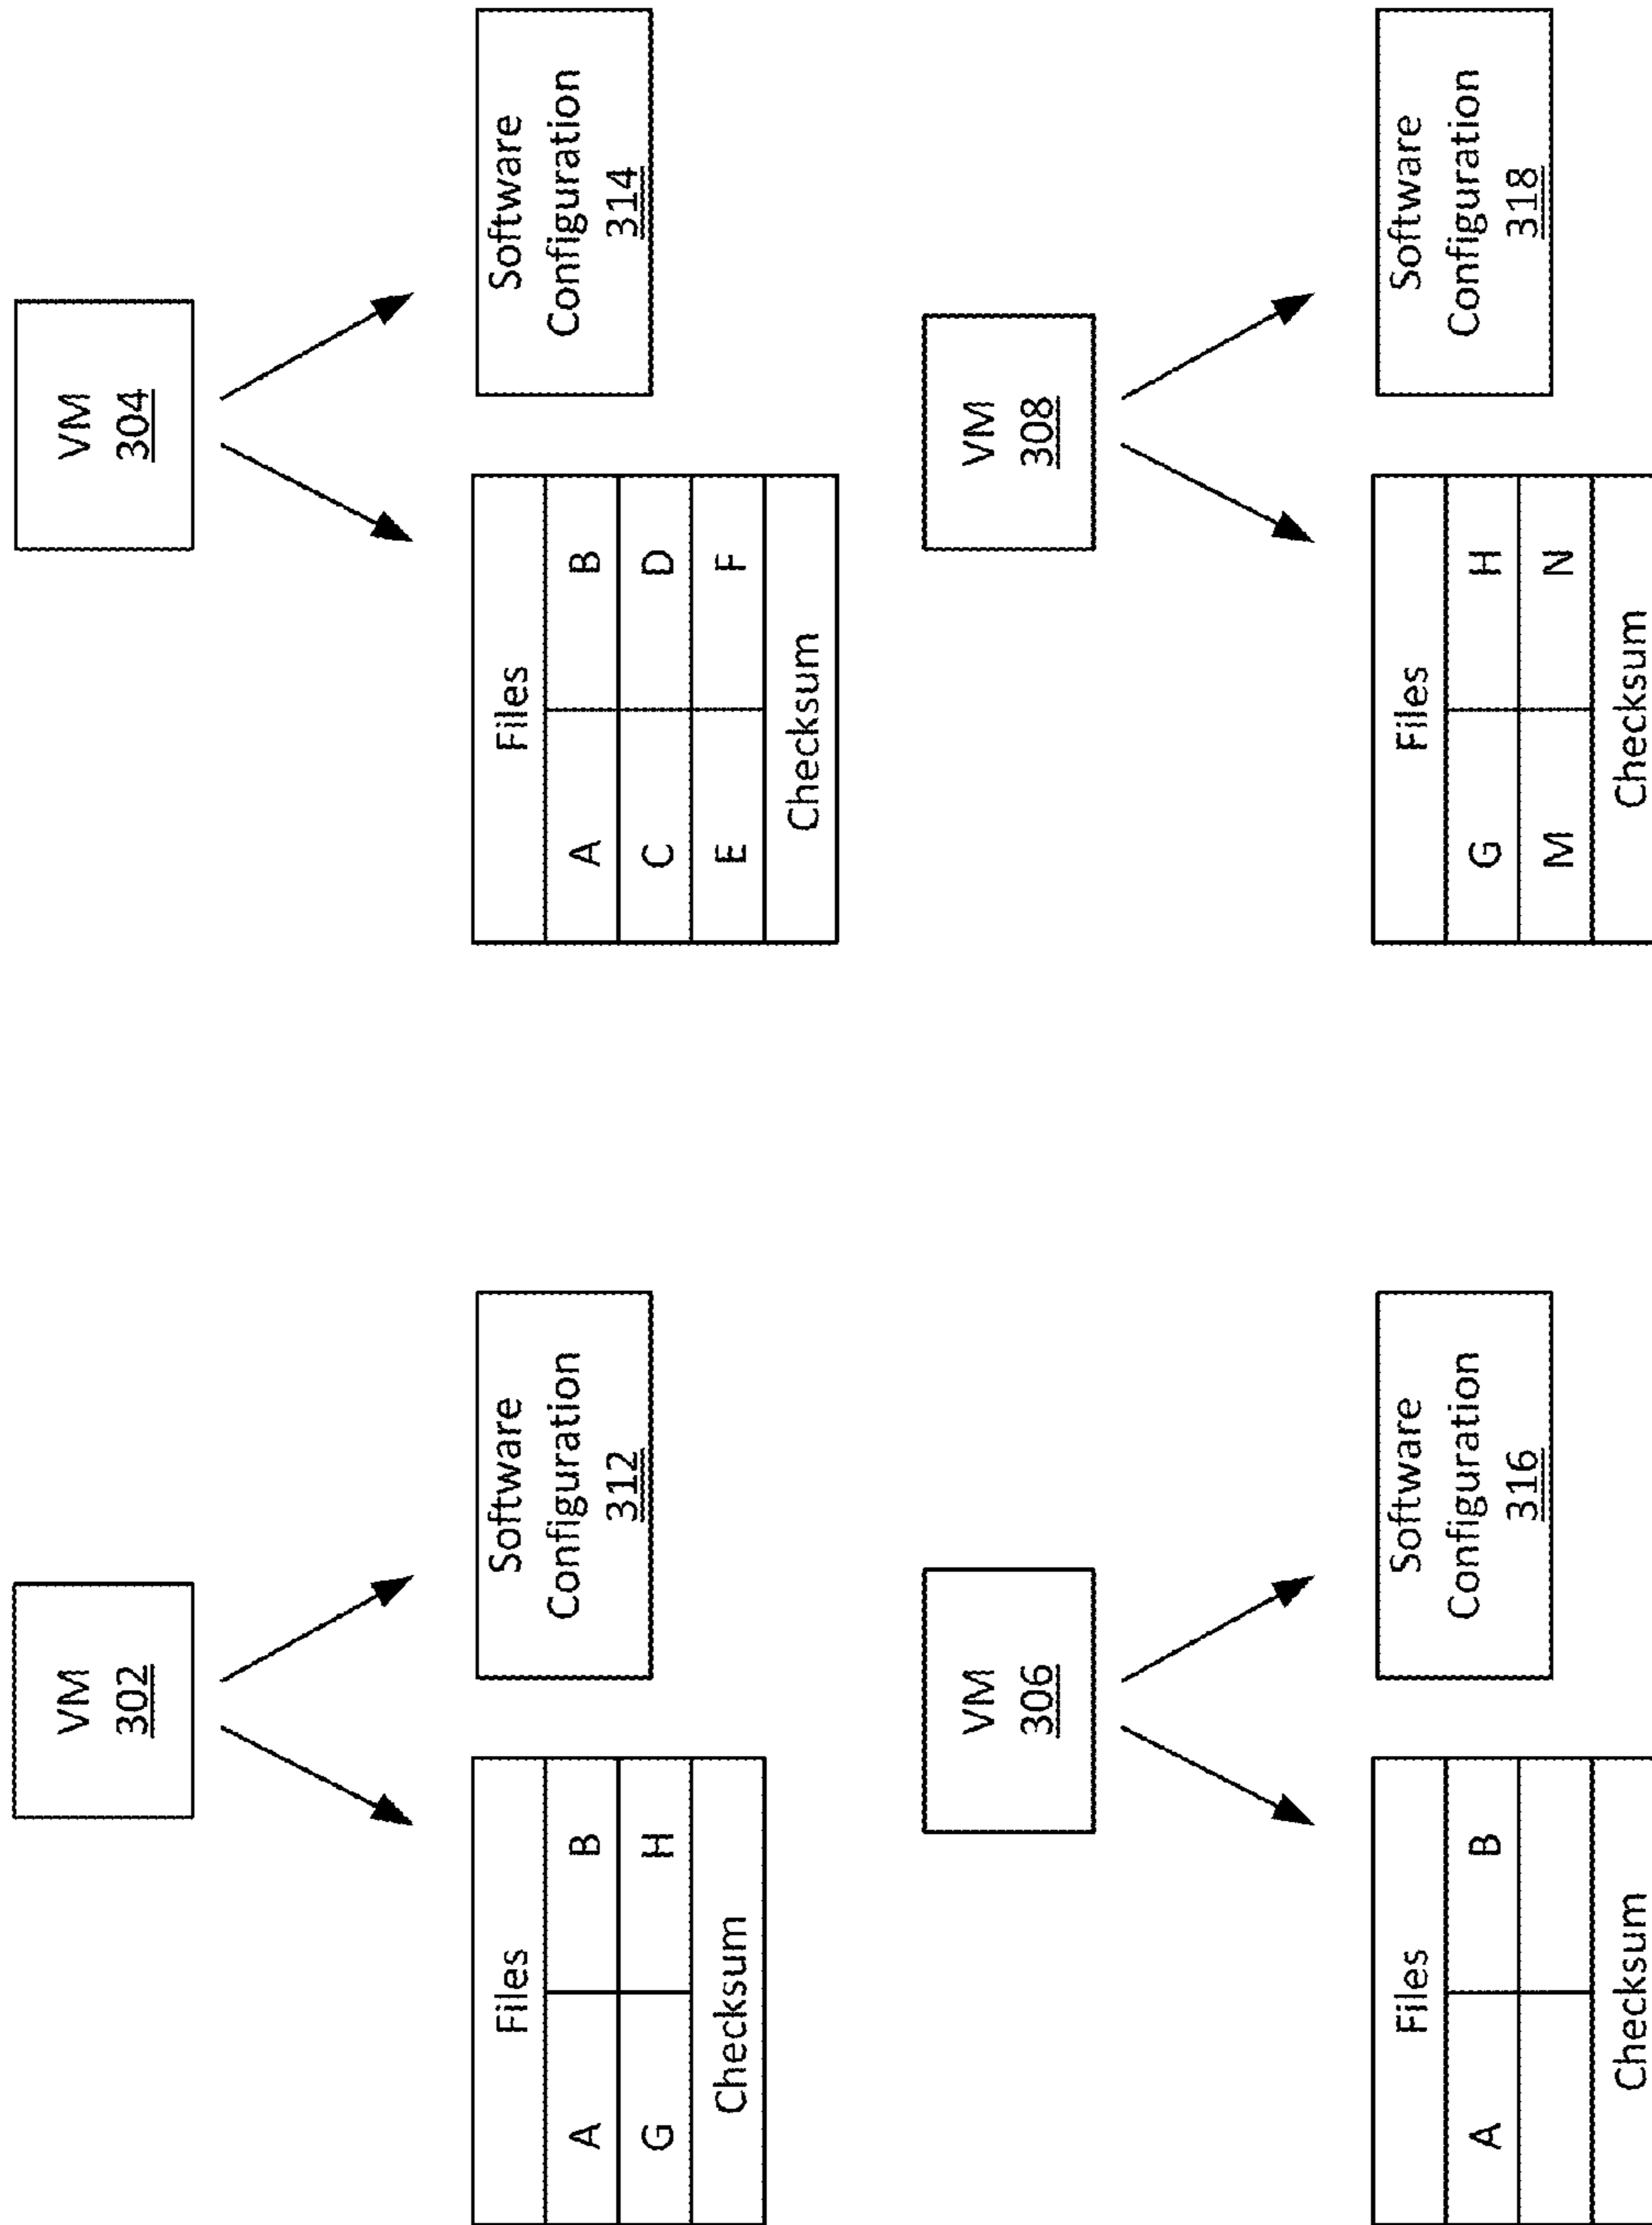 VM
302
Files
A B
G H
Checksum
Software
Configuration
312
VM
304
Files
A B
C D
E F
Checksum
Software
Configuration
314
VM
306
Files
A B
Checksum
Software
Configuration
316
VM
308
Files
G H
M N
Checksum
Software
Configuration
318